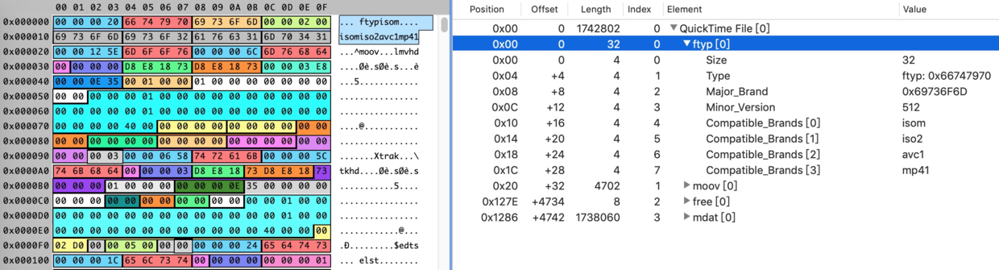 00 01 02 03 04 05 06 07 08 09 0A 0B 0C 0D 0E 0F
0x000000 00 00 00 20 66 74 79 70 69 73 6F 6D 00 00 02 00 ... ftypisom....
0x000010 69 73 6F 6D 69 73 6F 32 61 76 63 31 6D 70 34 31 isomiso2avc1mp41
0x000020 00 00 12 5E 6D 6F 6F 76 00 00 00 6C 6D 76 68 64 ...^moov...lmvhd
0x000030 00 00 00 00 D8 E8 18 73 D8 E8 18 73 00 00 03 E8 ....Øè.sØè.s...è
0x000040 00 00 0E 35 00 01 00 00 01 00 00 00 00 00 00 00 ...5............
0x000050 00 00 00 00 00 01 00 00 00 00 00 00 00 00 00 00 ................
0x000060 00 00 00 00 00 01 00 00 00 00 00 00 00 00 00 00 ................
0x000070 00 00 00 00 40 00 00 00 00 00 00 00 00 00 00 00 ....@...........
0x000080 00 00 00 00 00 00 00 00 00 00 00 00 00 00 00 00 ................
0x000090 00 00 00 03 00 00 06 58 74 72 61 6B 00 00 00 5C .......Xtrak...\
0x0000A0 74 6B 68 64 00 00 00 03 D8 E8 18 73 D8 E8 18 73 tkhd....Øè.sØè.s
0x0000B0 00 00 00 01 00 00 00 00 00 00 0E 35 00 00 00 00 ...........5....
0x0000C0 00 00 00 00 00 00 00 00 00 00 00 00 00 01 00 00 ................
0x0000D0 00 00 00 00 00 00 00 00 00 00 00 00 00 01 00 00 ................
0x0000E0 00 00 00 00 00 00 00 00 00 00 00 00 40 00 00 00 ............@...
0x0000F0 02 D0 00 00 05 00 00 00 00 00 00 24 65 64 74 73 .Ð.........$edts
0x000100 00 00 00 1C 65 6C 73 74 00 00 00 00 00 00 00 01 ... elst........
Position Offset Length Index Element Value
0x00 0 1742802 0 QuickTime File [0]
0x00 0 32 0 ftyp [0]
0x00 0 4 0 Size 32
0x04 +4 4 1 Type ftyp: 0x66747970
0x08 +8 4 2 Major_Brand 0x69736F6D
0x0C +12 4 3 Minor_Version 512
0x10 +16 4 4 Compatible_Brands [0] isom
0x14 +20 4 5 Compatible_Brands [1] iso2
0x18 +24 4 6 Compatible_Brands [2] avc1
0x1C +28 4 7 Compatible_Brands [3] mp41
0x20 +32 4702 1 moov [0]
0x127E +4734 8 2 free [0]
0x1286 +4742 1738060 3 mdat [0]